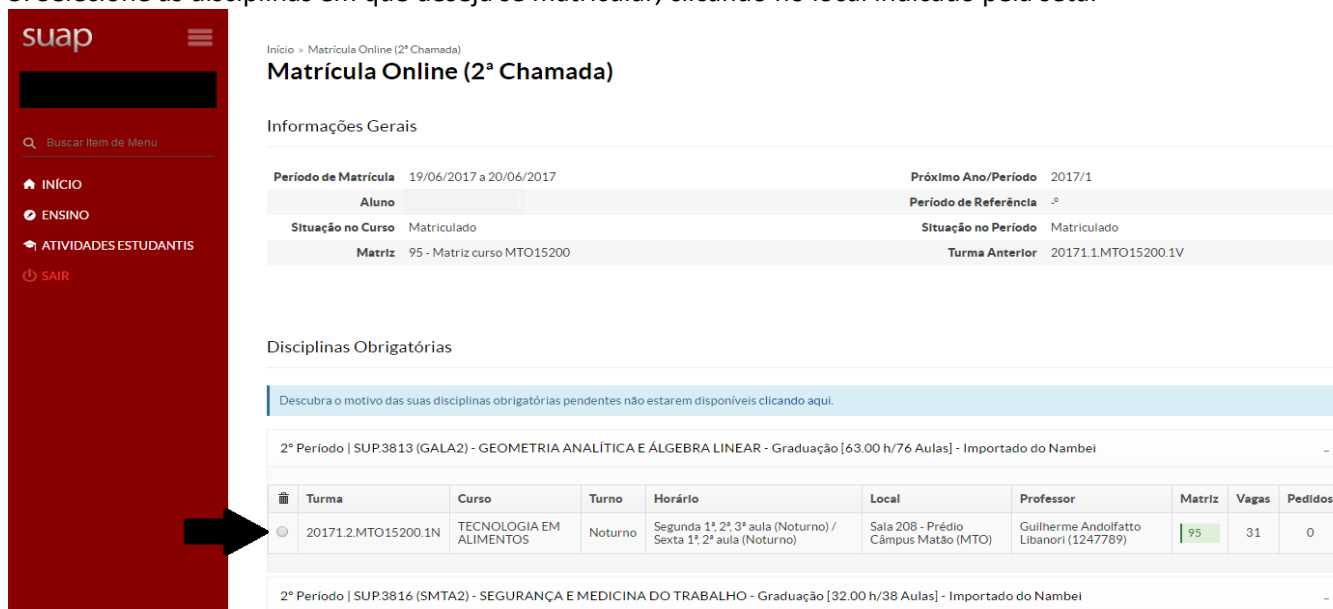 suap
Buscar Item de Menu
INÍCIO
ENSINO
ATIVIDADES ESTUDANTIS
SAIR
Início » Matrícula Online (2ª Chamada)
Matrícula Online (2ª Chamada)
Informações Gerais
Período de Matrícula 19/06/2017 a 20/06/2017 Próximo Ano/Período 2017/1
Aluno Período de Referência -º
Situação no Curso Matriculado Situação no Período Matriculado
Matriz 95 - Matriz curso MTO15200 Turma Anterior 20171.1.MTO15200.1V
Disciplinas Obrigatórias
Descubra o motivo das suas disciplinas obrigatórias pendentes não estarem disponíveis clicando aqui.
2º Período | SUP.3813 (GALA2) - GEOMETRIA ANALÍTICA E ÁLGEBRA LINEAR - Graduação [63.00 h/76 Aulas] - Importado do Nambei
Turma Curso Turno Horário Local Professor Matriz Vagas Pedidos
20171.2.MTO15200.1N TECNOLOGIA EM ALIMENTOS Noturno Segunda 1ª, 2ª, 3ª aula (Noturno) / Sexta 1ª, 2ª aula (Noturno) Sala 208 - Prédio Câmpus Matão (MTO) Guilherme Andolfatto Libanori (1247789) 95 31 0
2º Período | SUP.3816 (SMTA2) - SEGURANÇA E MEDICINA DO TRABALHO - Graduação [32.00 h/38 Aulas] - Importado do Nambei